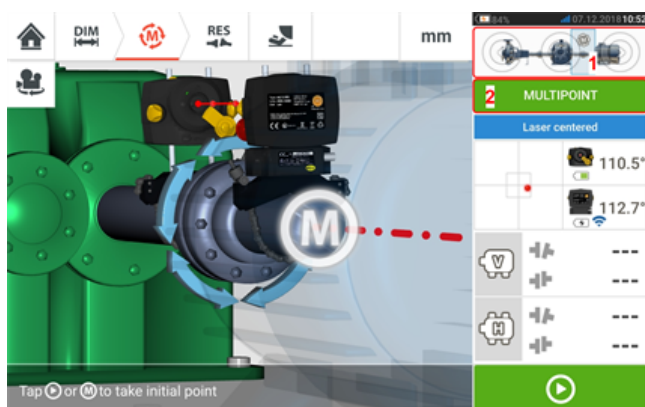 DIM
M
RES
mm
84%
07.12.2018 10:52
1
2 MULTIPOINT
Laser centered
110.5°
112.7°
M
V
---
---
H
---
---
Tap or M to take initial point